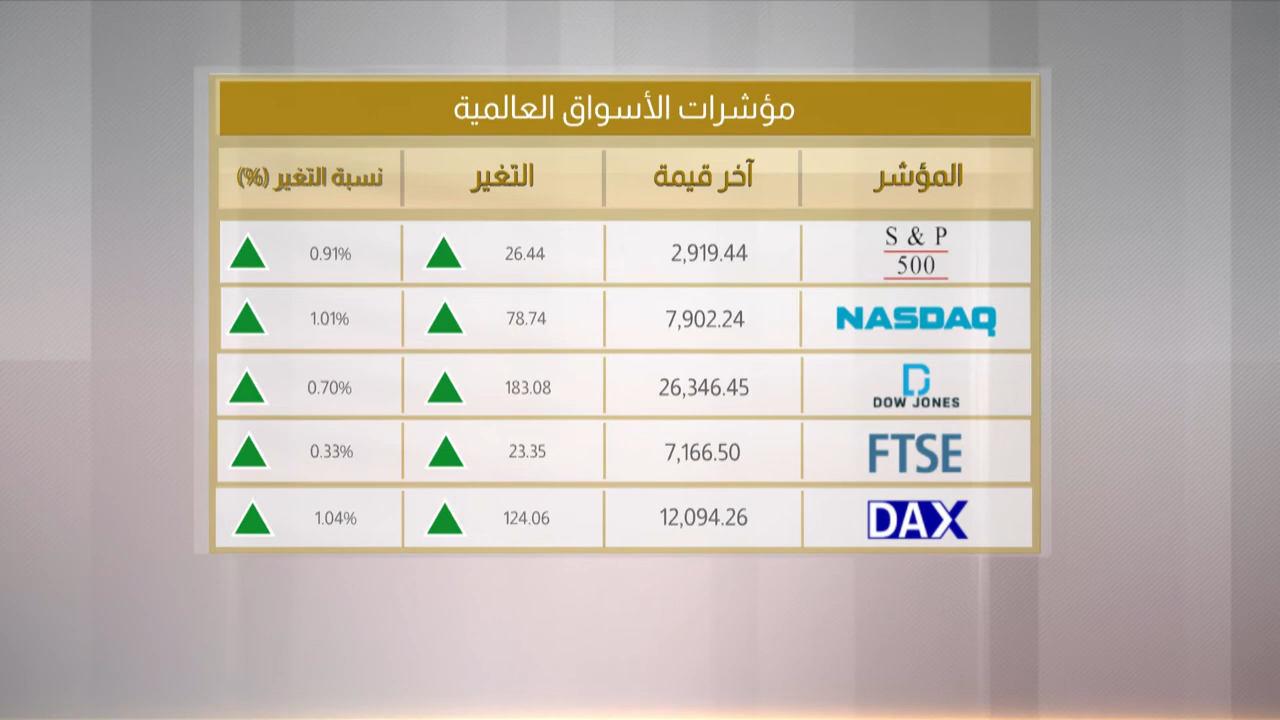 مؤشرات الأسواق العالمية
المؤشر آخر قيمة التغير نسبة التغير (%)
S & P
500
2,919.44 26.44 0.91%
NASDAQ 7,902.24 78.74 1.01%
DOW JONES 26,346.45 183.08 0.70%
FTSE 7,166.50 23.35 0.33%
DAX 12,094.26 124.06 1.04%